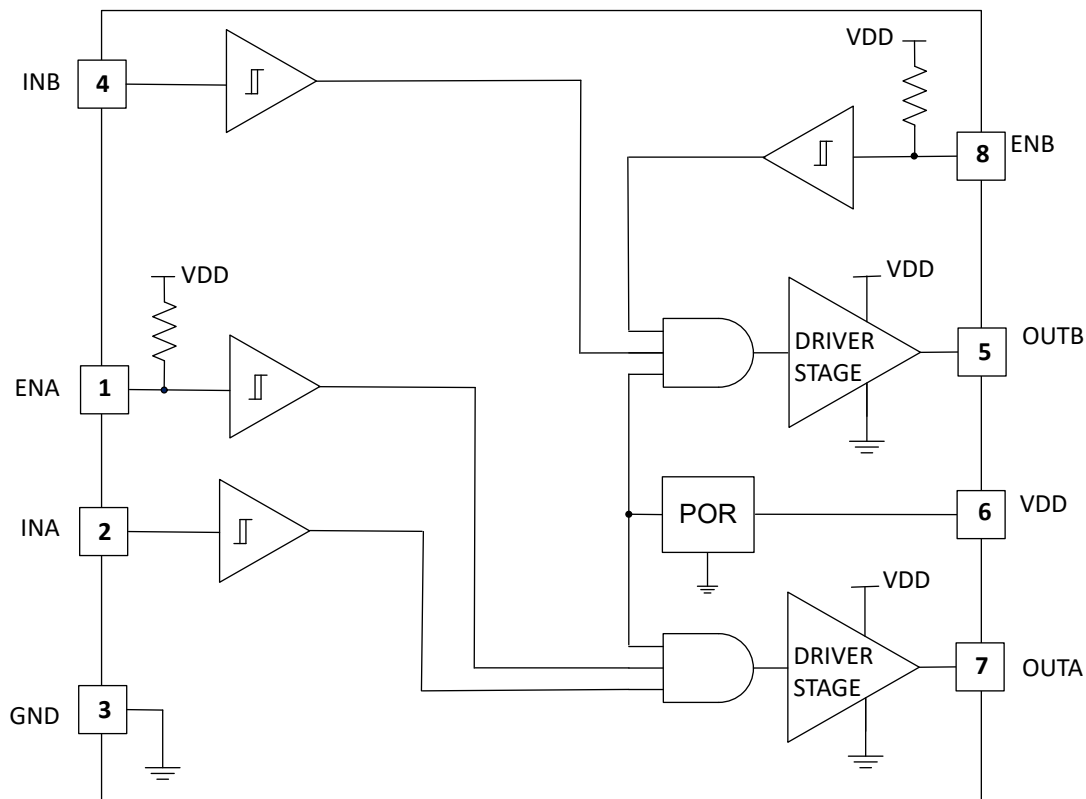 VDD
INB
4
8
ENB
VDD
VDD
DRIVER
STAGE
5
OUTB
ENA
1
INA
2
POR
6
VDD
VDD
DRIVER
STAGE
7
OUTA
GND
3